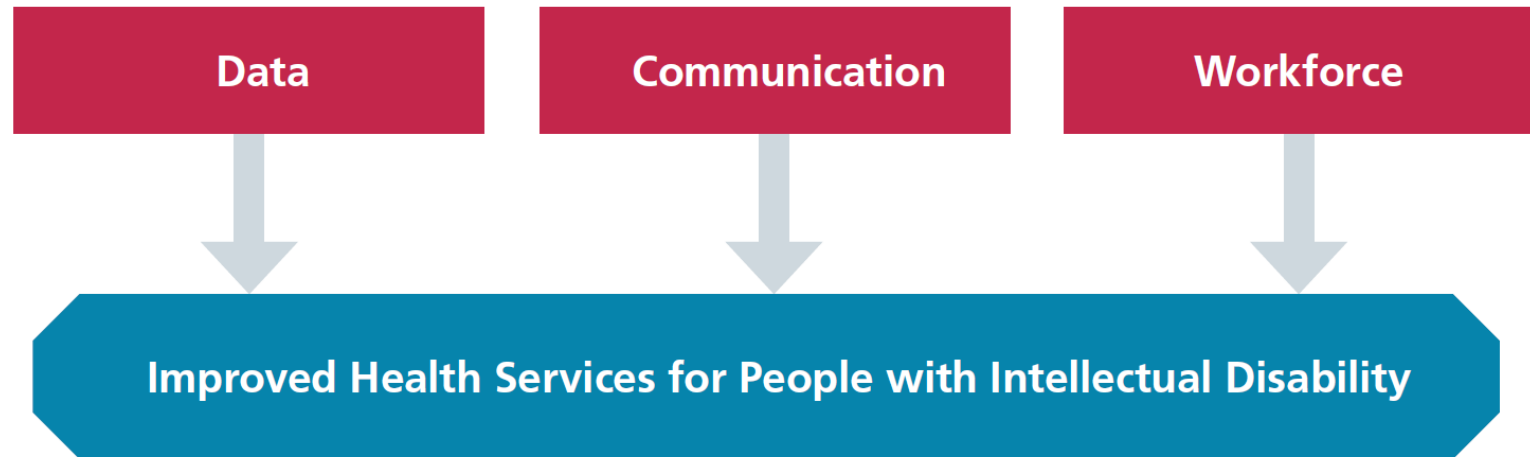 Data
Communication
Workforce
Improved Health Services for People with Intellectual Disability